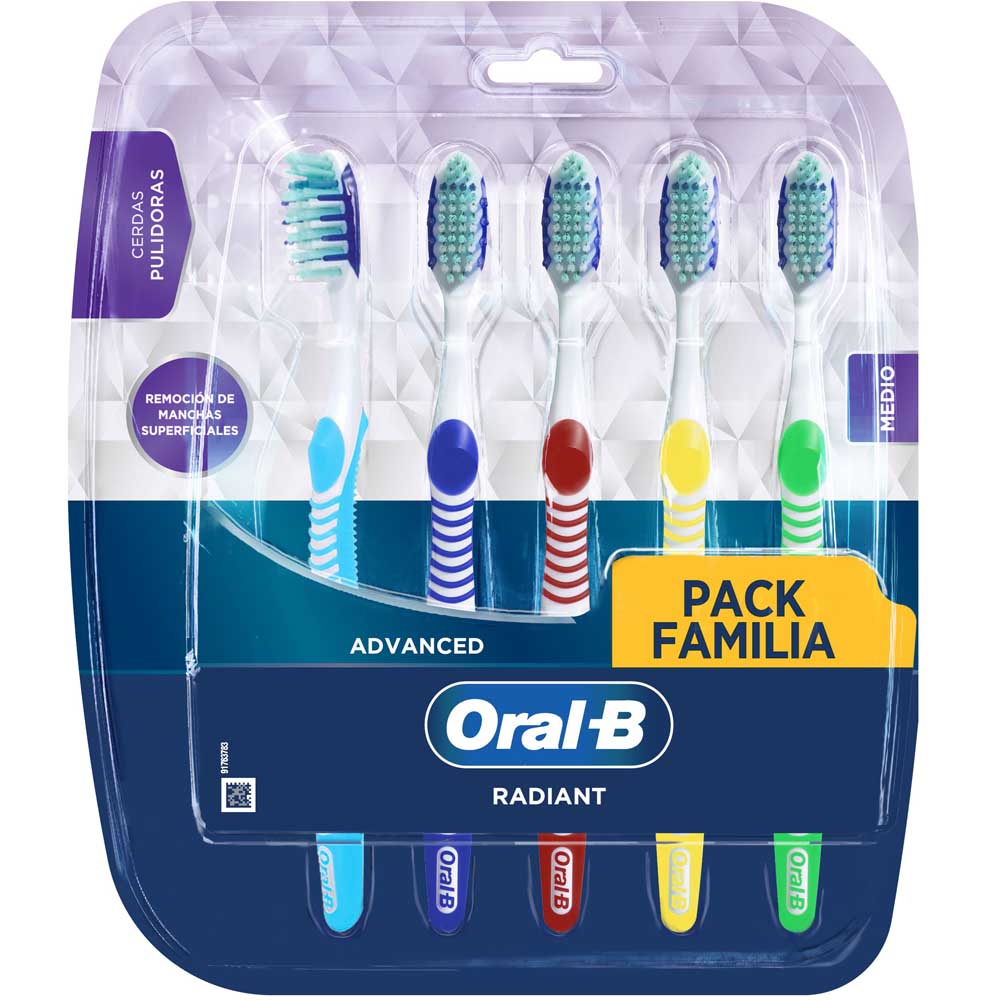 CERDAS
PULIDORAS
REMOCIÓN DE
MANCHAS
SUPERFICIALES
MEDIO
PACK
FAMILIA
ADVANCED
Oral-B
RADIANT
91763783
Oral-B
Oral-B
Oral-B
Oral-B
Oral-B